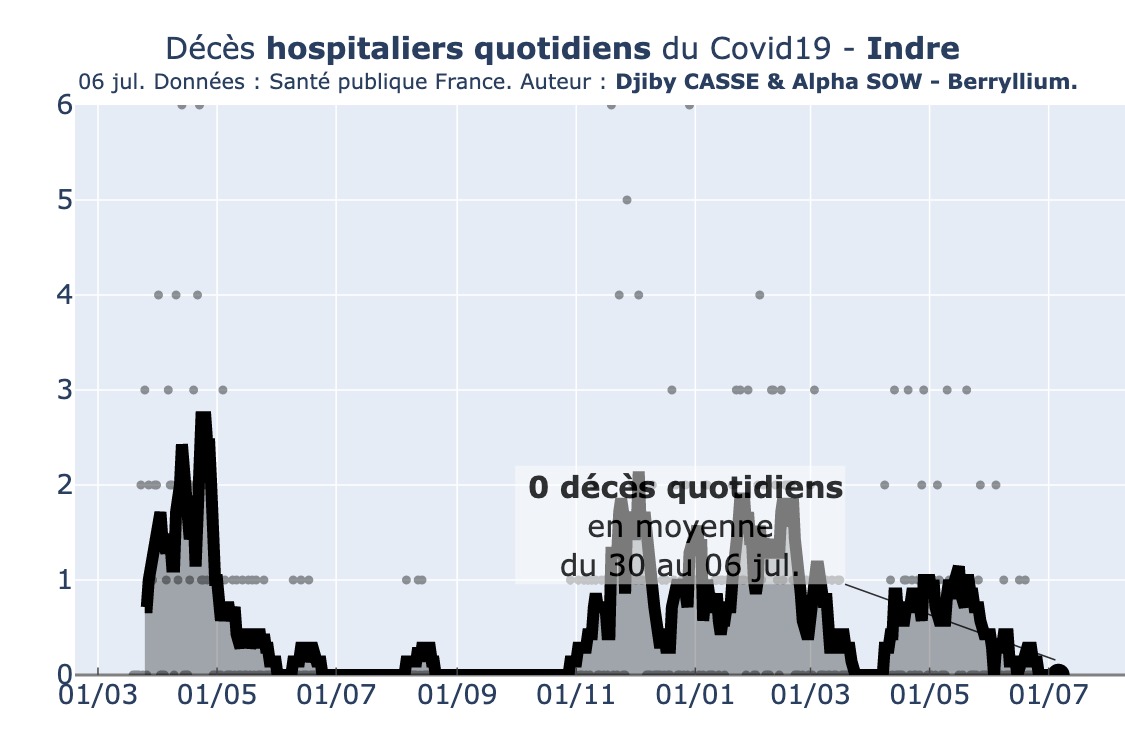 Décès hospitaliers quotidiens du Covid19 - Indre
06 jul. Données : Santé publique France. Auteur : Djiby CASSE & Alpha SOW - Berryllium.
6
5
4
3
2
1
0
0 décès quotidiens
en moyenne
du 30 au 06 jul.
01/03 01/05 01/07 01/09 01/11 01/01 01/03 01/05 01/07